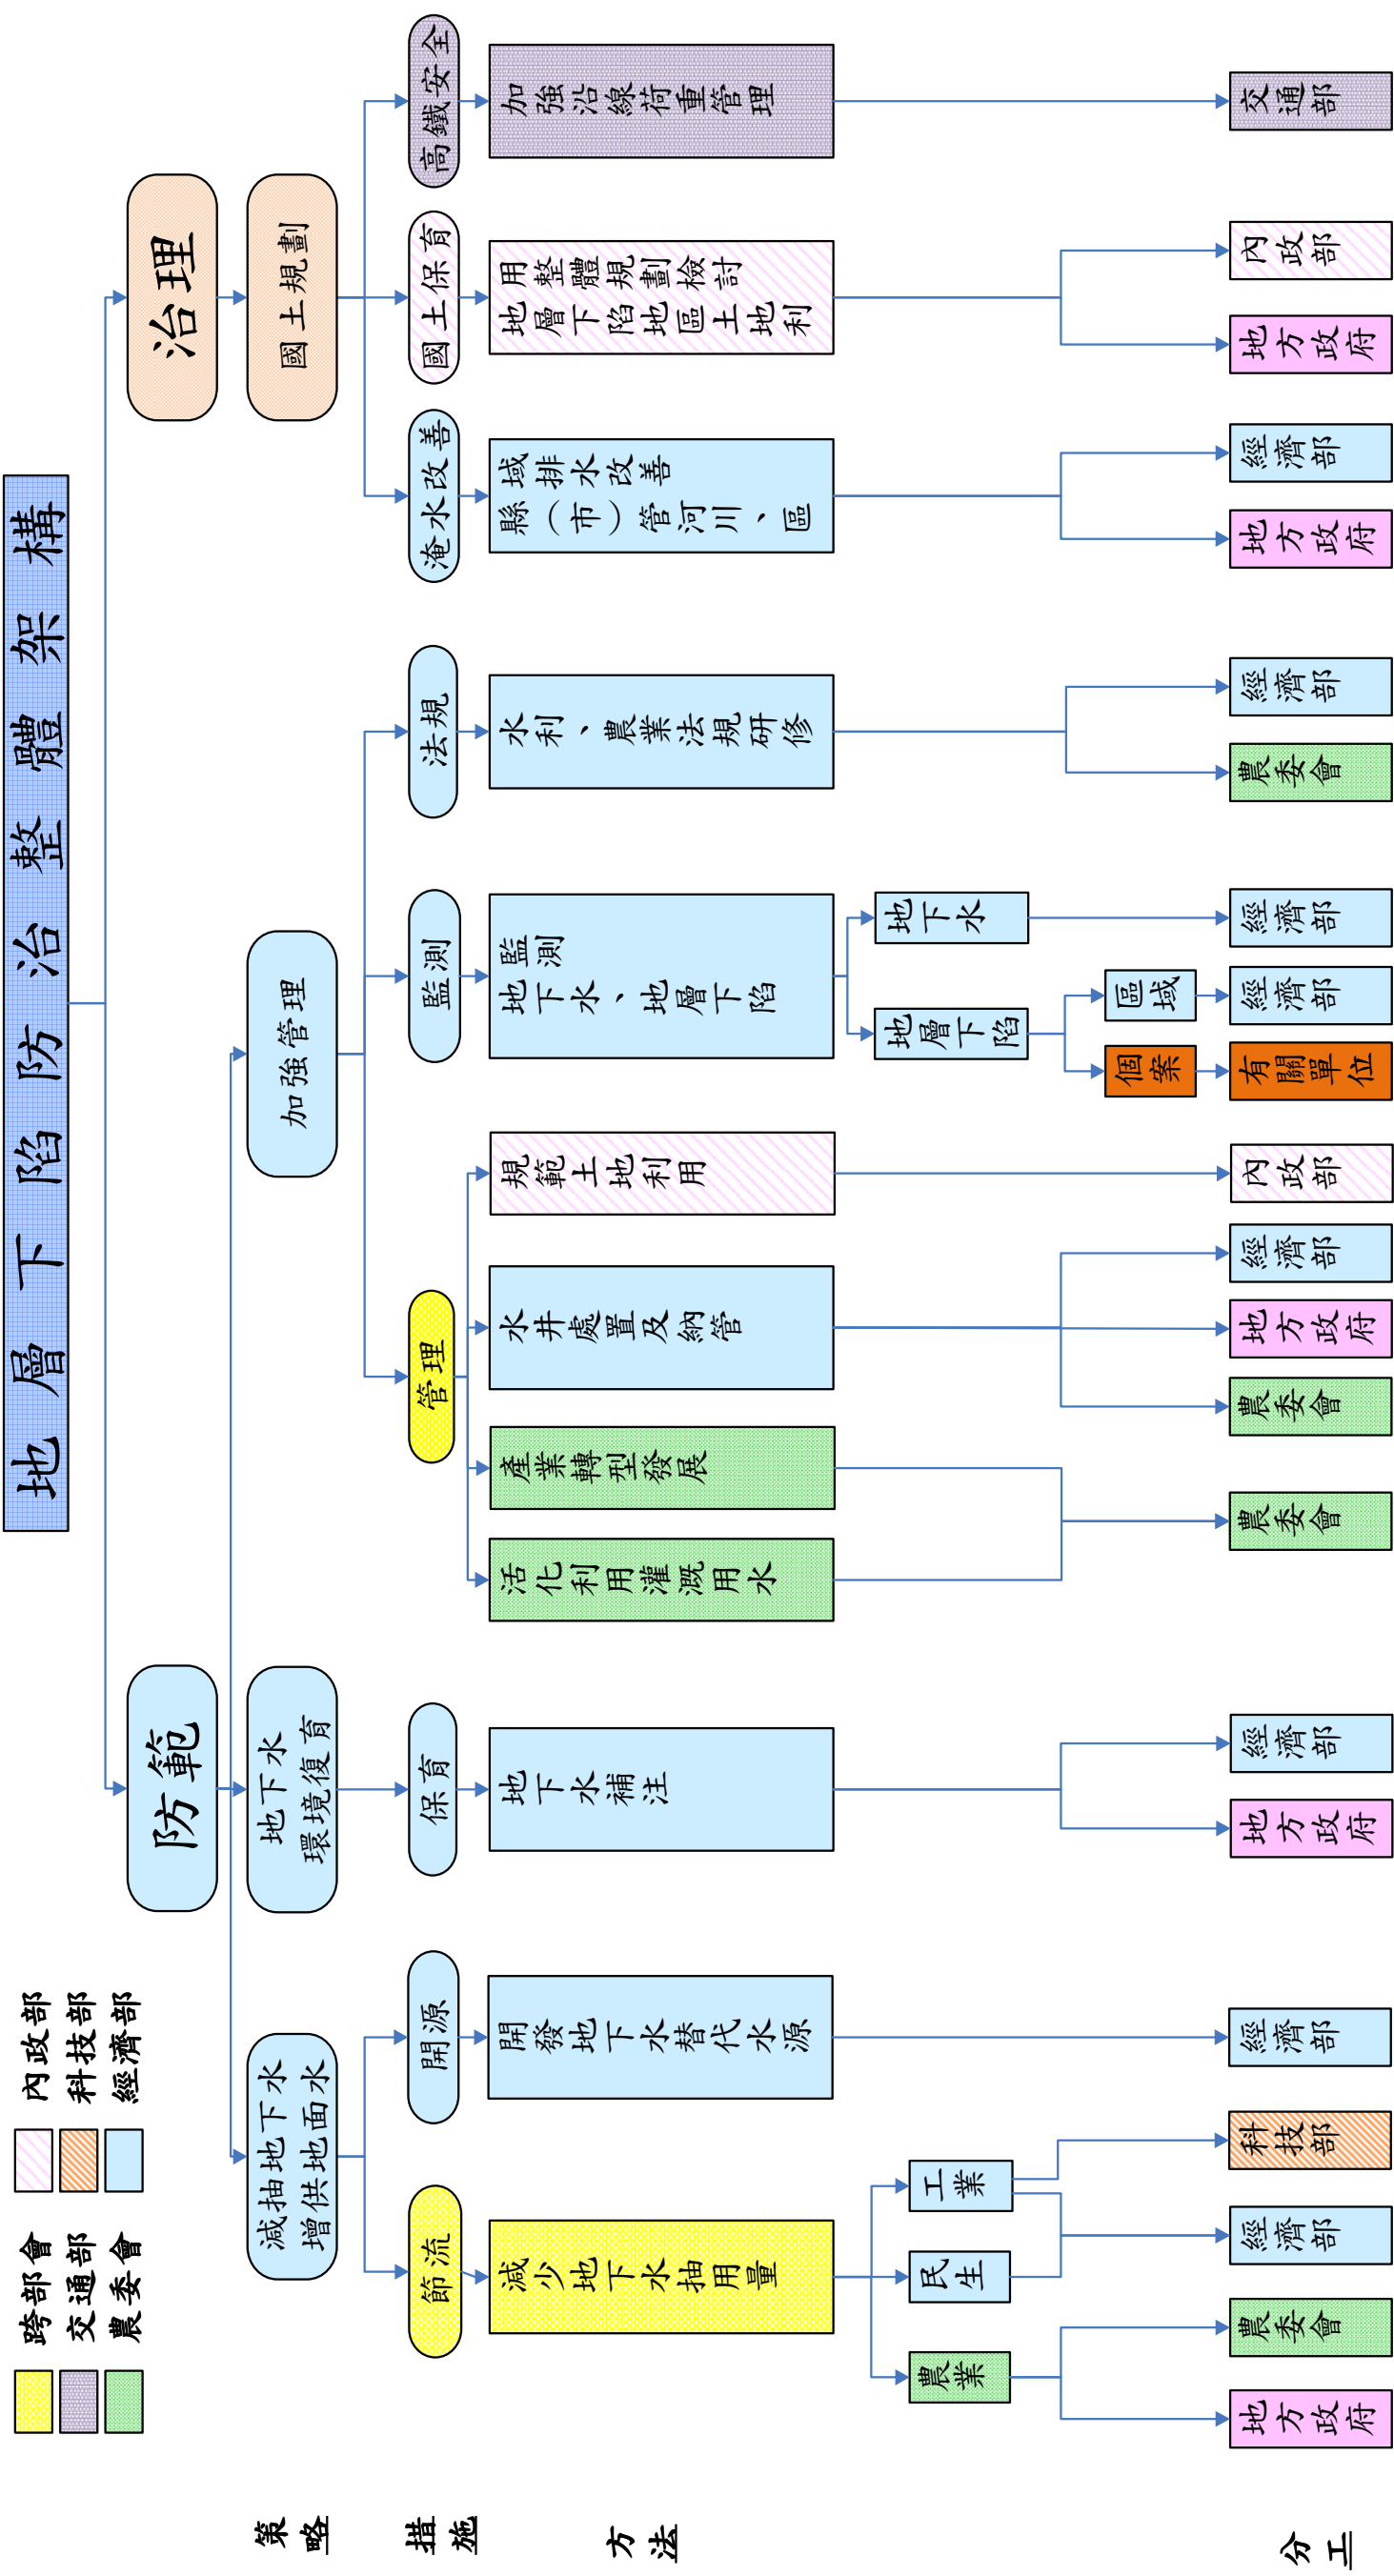 地層下陷防治整體架構
跨部會
內政部
交通部
科技部
農委會
經濟部
防範
治理
策略
減抽地下水
增供地面水
地下水
環境復育
加強管理
國土規劃
措施
節流
開源
保育
管理
監測
法規
淹水改善
國土保育
高鐵安全
方法
減少地下水抽用量
開發地下水替代水源
地下水補注
活化利用灌溉用水
產業轉型發展
水井處置及納管
規範土地利用
地下水、地層下陷
監測
水利、農業法規研修
縣(市)管河川、區
域排水改善
地層下陷地區土地利
用整體規劃檢討
加強沿線荷重管理
農業
民生
工業
地層下陷
地下水
個案
區域
分工
地方政府
農委會
經濟部
科技部
經濟部
地方政府
經濟部
農委會
農委會
地方政府
經濟部
內政部
有關單位
經濟部
經濟部
農委會
經濟部
地方政府
經濟部
地方政府
內政部
交通部